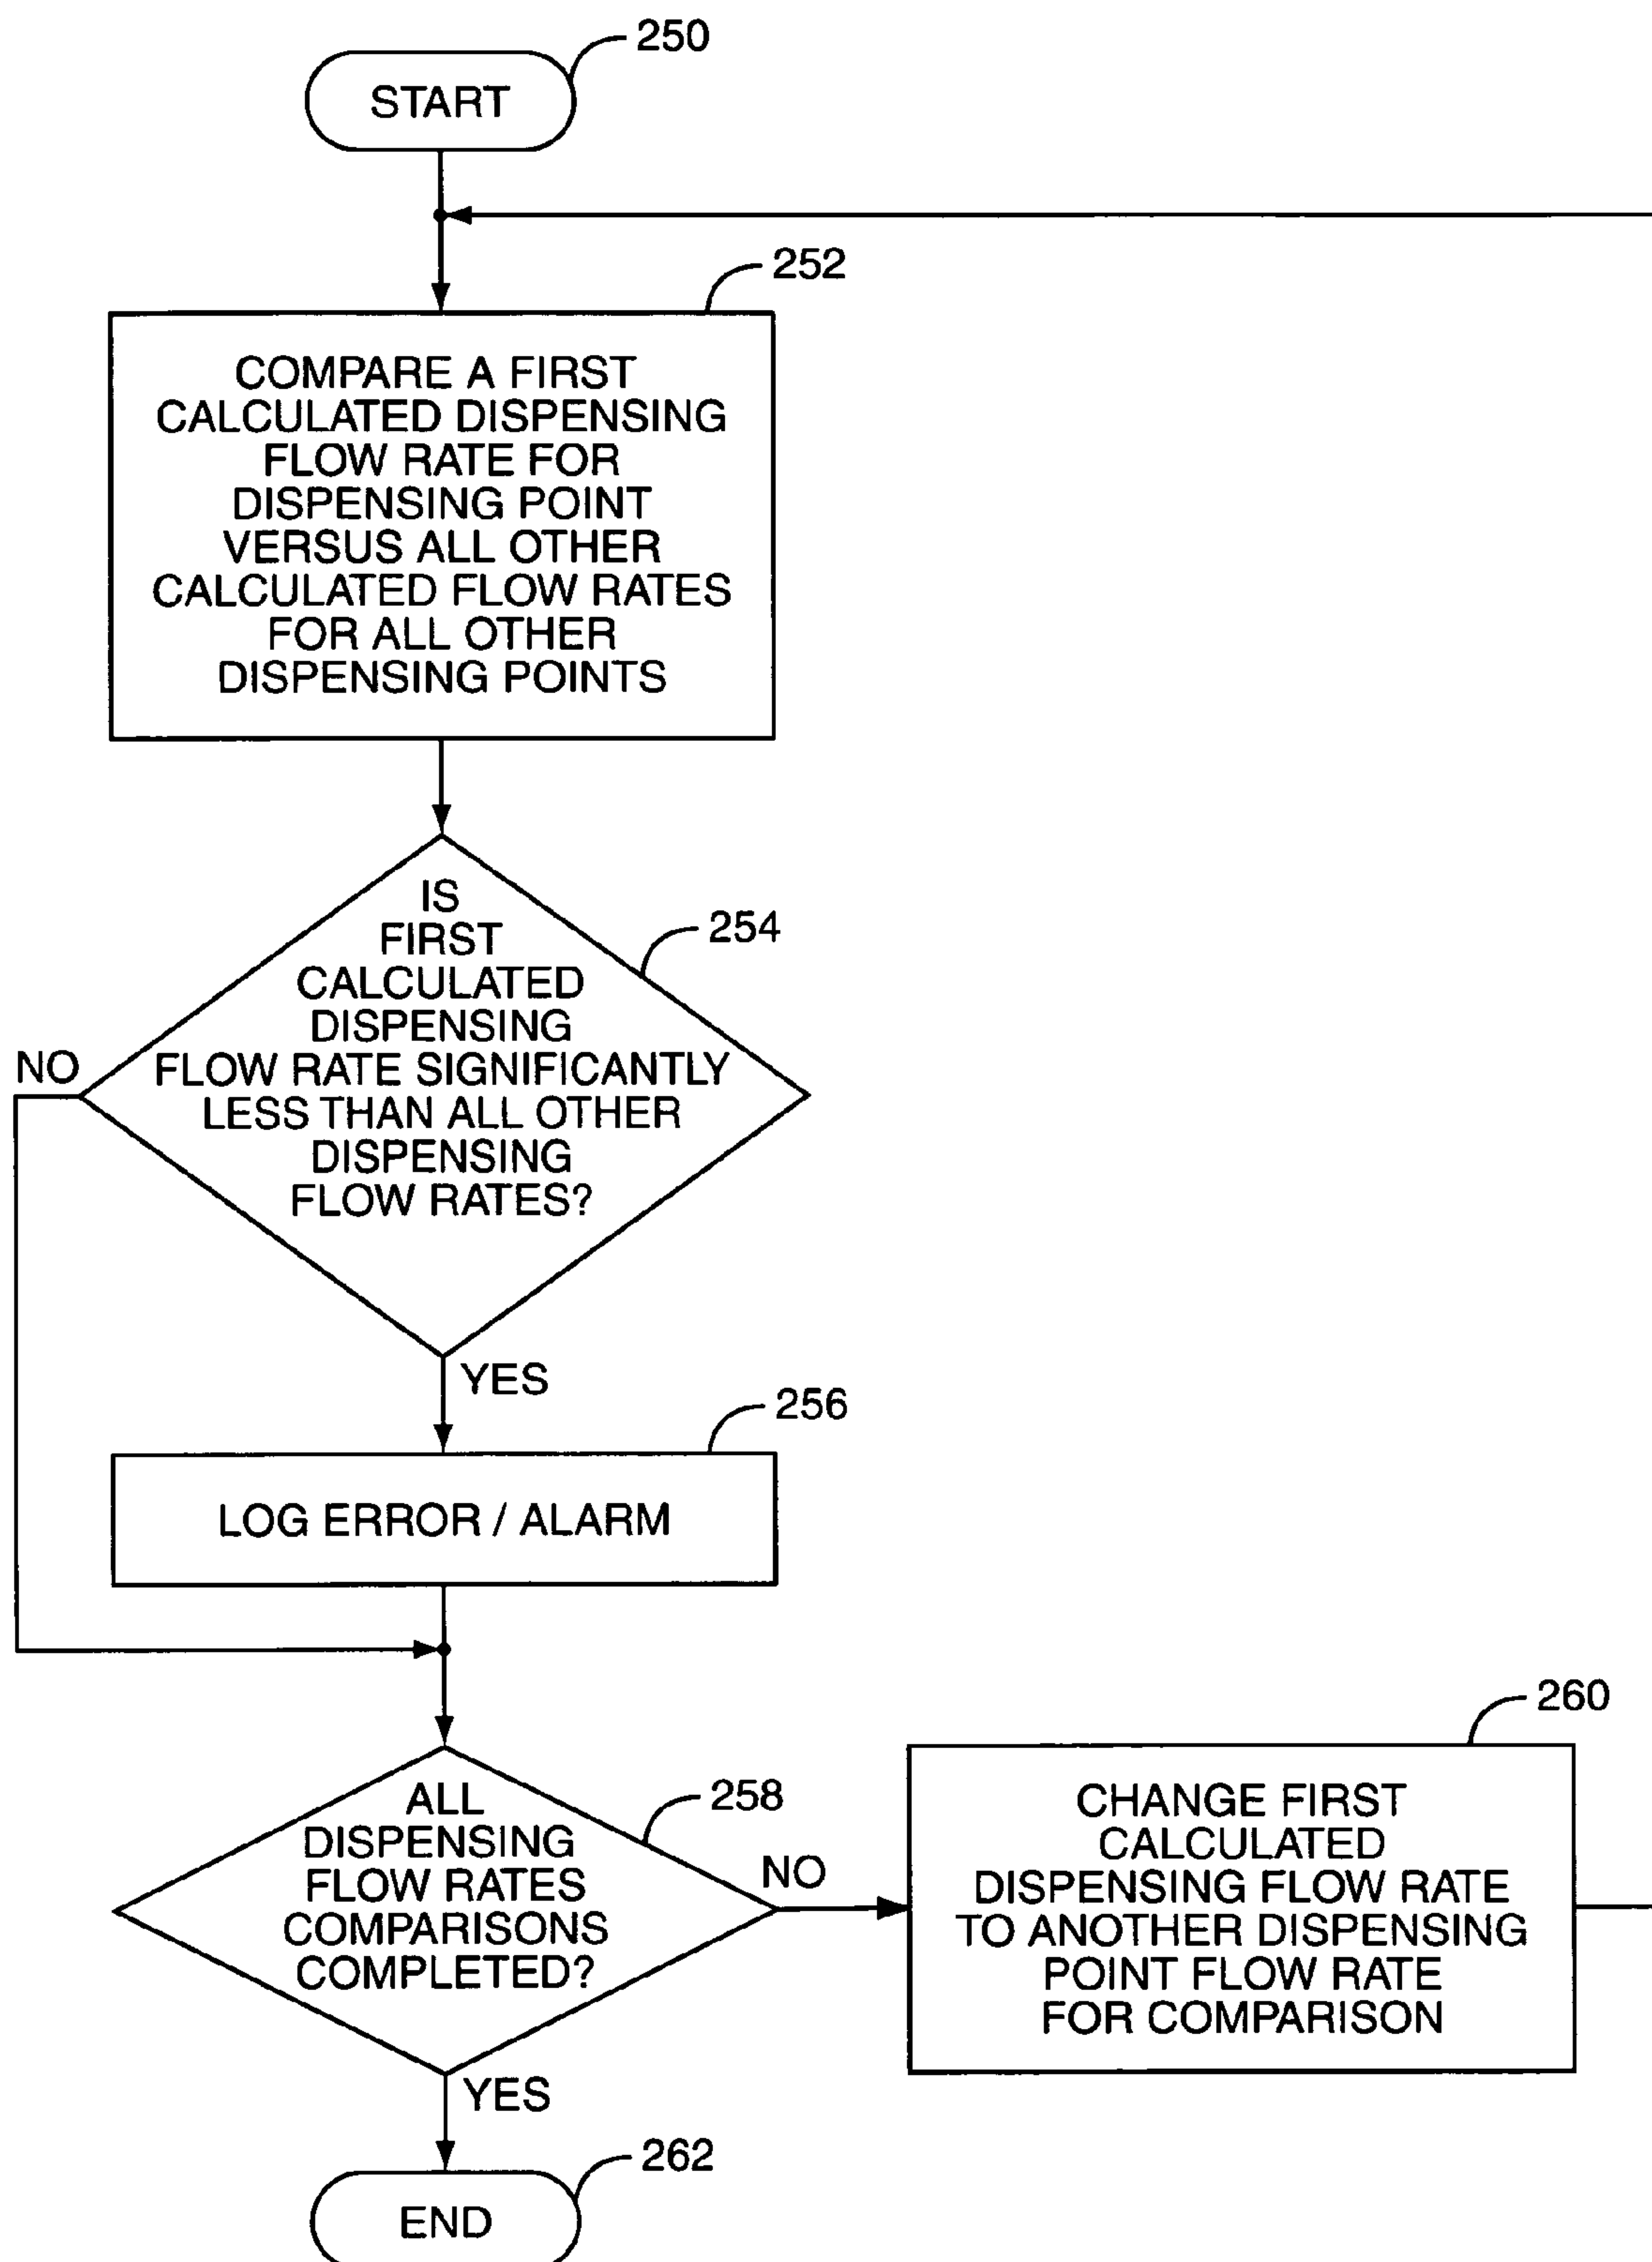 250
START
252
COMPARE A FIRST
CALCULATED DISPENSING
FLOW RATE FOR
DISPENSING POINT
VERSUS ALL OTHER
CALCULATED FLOW RATES
FOR ALL OTHER
DISPENSING POINTS
IS
FIRST
CALCULATED
DISPENSING
FLOW RATE SIGNIFICANTLY
LESS THAN ALL OTHER
DISPENSING
FLOW RATES?
254
NO
YES
256
LOG ERROR / ALARM
ALL
DISPENSING
FLOW RATES
COMPARISONS
COMPLETED?
258
NO
260
CHANGE FIRST
CALCULATED
DISPENSING FLOW RATE
TO ANOTHER DISPENSING
POINT FLOW RATE
FOR COMPARISON
YES
262
END